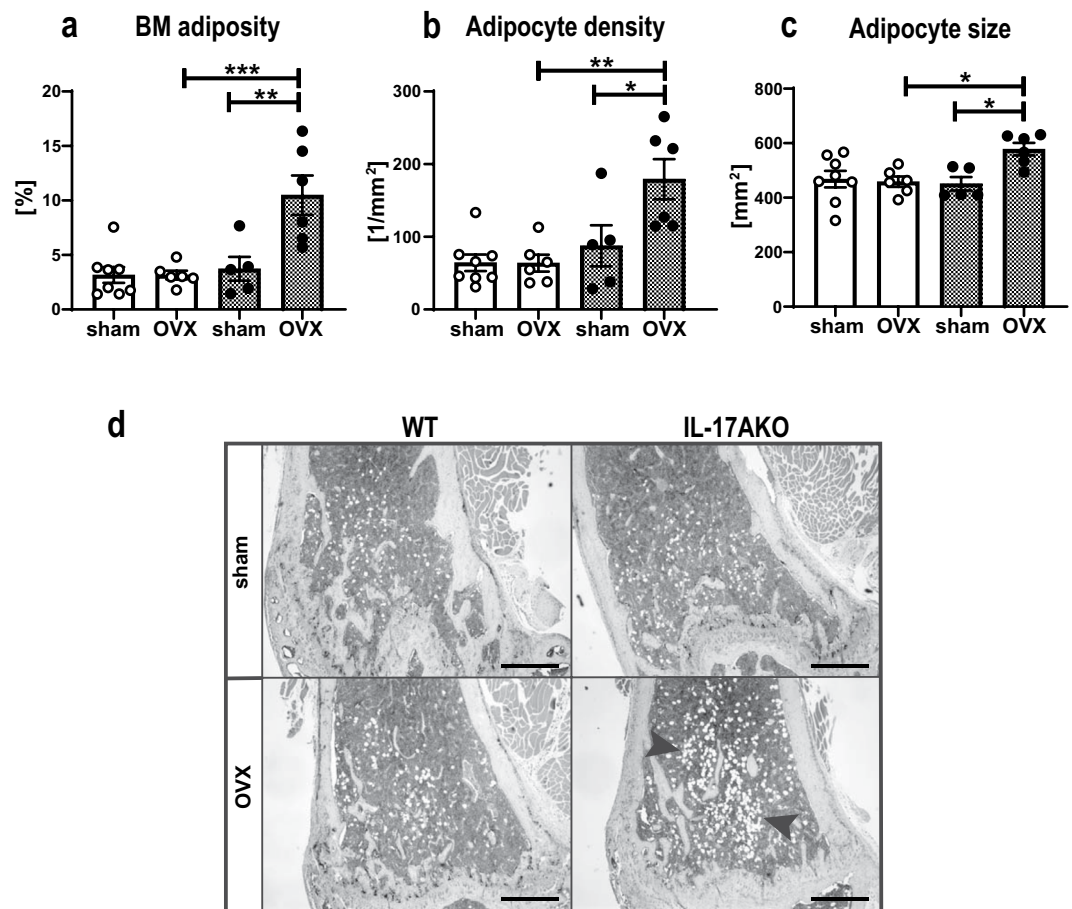 a BM adiposity
***
**
20
15
10
5
0
[%]
sham OVX sham OVX
b Adipocyte density
**
*
300
200
100
0
[1/mm²]
sham OVX sham OVX
c Adipocyte size
*
*
800
600
400
200
0
[mm²]
sham OVX sham OVX
d
WT IL-17AKO
sham
OVX